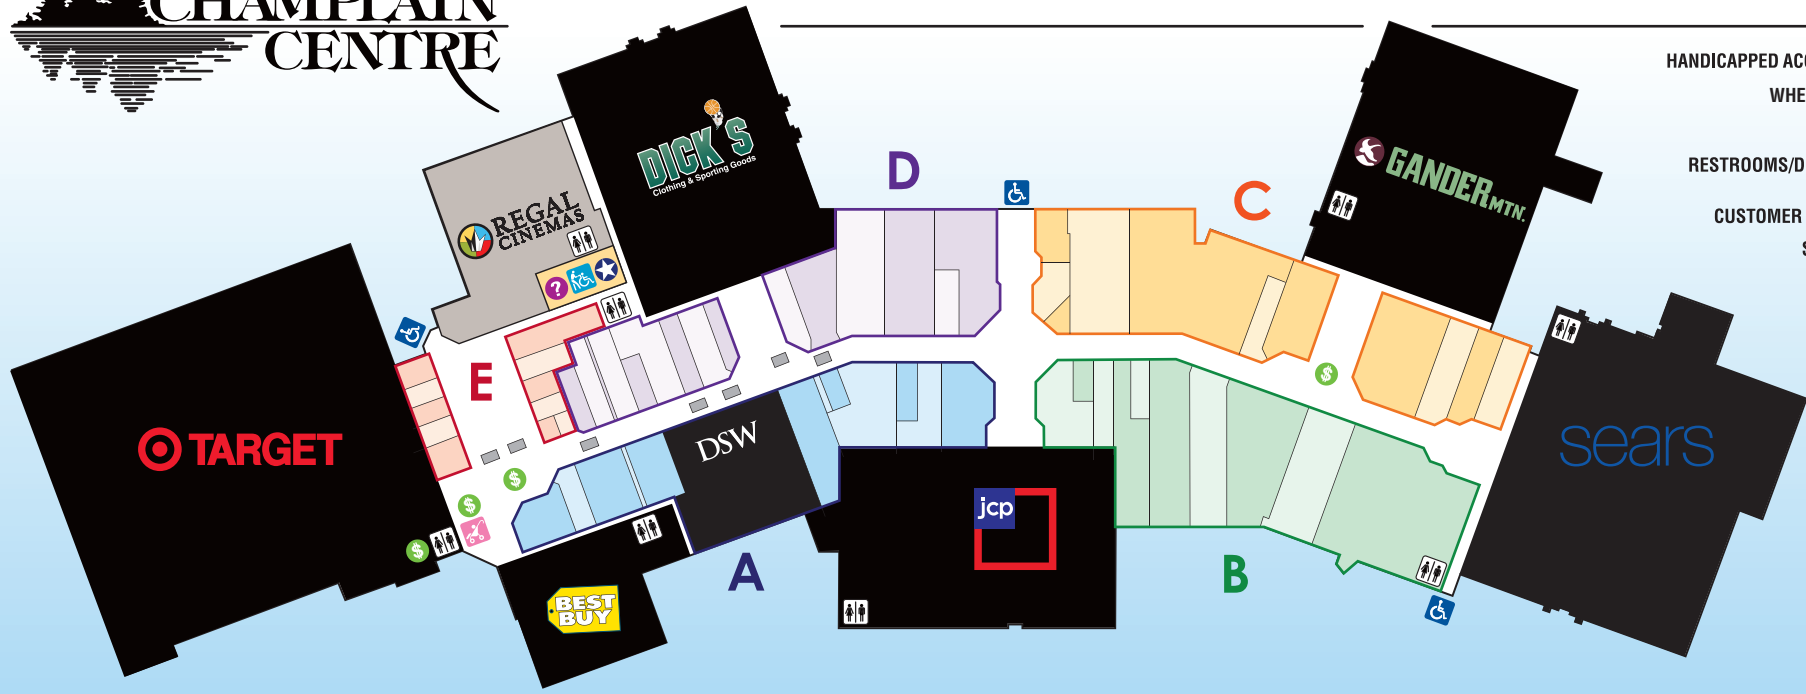 CHAMPLAIN
CENTRE
HANDICAPPED ACC
WHE
RESTROOMS/D
CUSTOMER
S
DICK'S
Clothing & Sporting Goods
GANDER MTN.
REGAL
CINEMAS
?
D
C
E
TARGET
DSW
sears
$
$
$
$
jcp
A
B
BEST
BUY